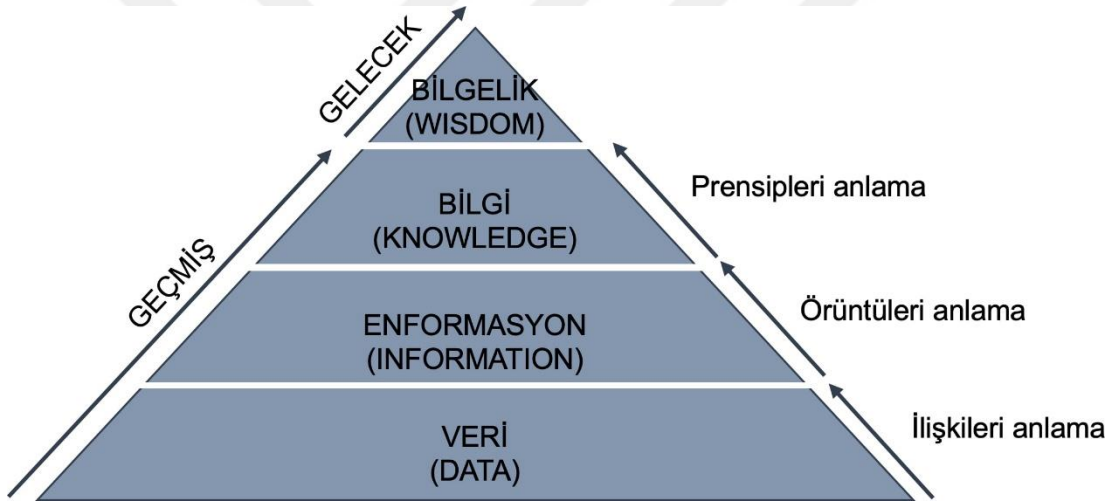 GELECEK
BİLGELİK
(WISDOM)
Prensipleri anlama
BİLGİ
(KNOWLEDGE)
GEÇMİŞ
Örüntüleri anlama
ENFORMASYON
(INFORMATION)
İlişkileri anlama
VERİ
(DATA)